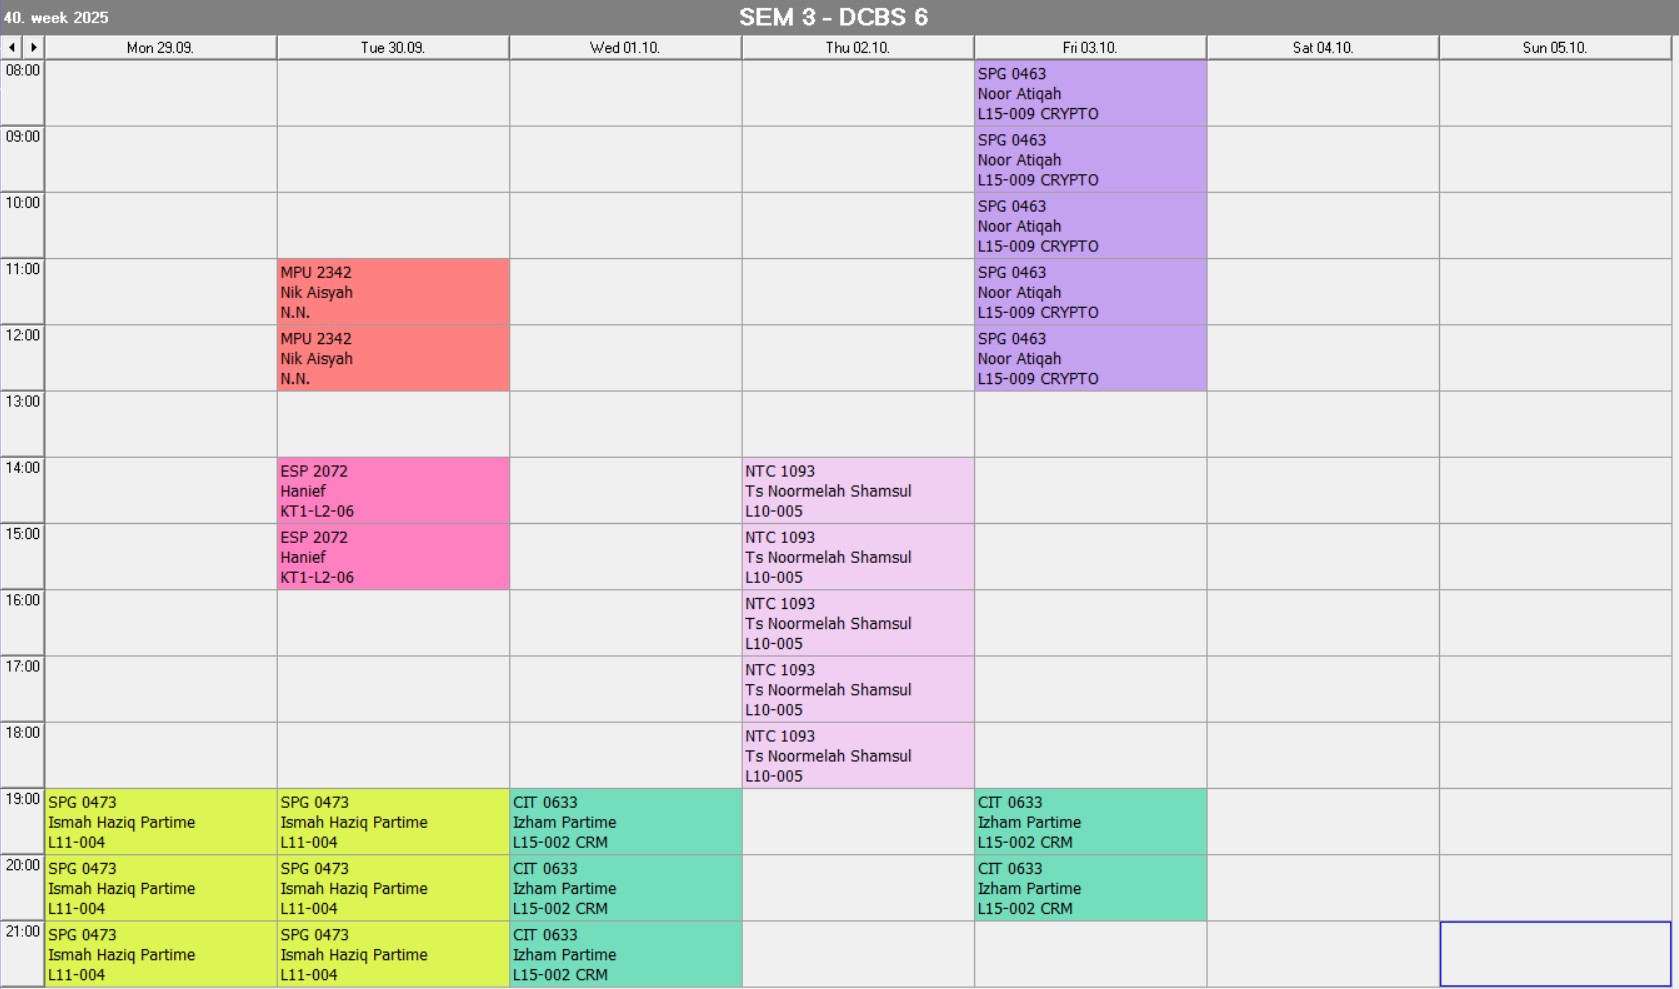 40. week 2025
SEM 3 - DCBS 6
Mon 29.09.
Tue 30.09.
Wed 01.10.
Thu 02.10.
Fri 03.10.
Sat 04.10.
Sun 05.10.
08:00
SPG 0463
Noor Atiqah
L15-009 CRYPTO
09:00
SPG 0463
Noor Atiqah
L15-009 CRYPTO
10:00
SPG 0463
Noor Atiqah
L15-009 CRYPTO
11:00
MPU 2342
Nik Aisyah
N.N.
SPG 0463
Noor Atiqah
L15-009 CRYPTO
12:00
MPU 2342
Nik Aisyah
N.N.
SPG 0463
Noor Atiqah
L15-009 CRYPTO
13:00
14:00
ESP 2072
Hanief
KT1-L2-06
NTC 1093
Ts Noormelah Shamsul
L10-005
15:00
ESP 2072
Hanief
KT1-L2-06
NTC 1093
Ts Noormelah Shamsul
L10-005
16:00
NTC 1093
Ts Noormelah Shamsul
L10-005
17:00
NTC 1093
Ts Noormelah Shamsul
L10-005
18:00
NTC 1093
Ts Noormelah Shamsul
L10-005
19:00
SPG 0473
Ismah Haziq Partime
L11-004
SPG 0473
Ismah Haziq Partime
L11-004
CIT 0633
Izham Partime
L15-002 CRM
CIT 0633
Izham Partime
L15-002 CRM
20:00
SPG 0473
Ismah Haziq Partime
L11-004
SPG 0473
Ismah Haziq Partime
L11-004
CIT 0633
Izham Partime
L15-002 CRM
CIT 0633
Izham Partime
L15-002 CRM
21:00
SPG 0473
Ismah Haziq Partime
L11-004
SPG 0473
Ismah Haziq Partime
L11-004
CIT 0633
Izham Partime
L15-002 CRM